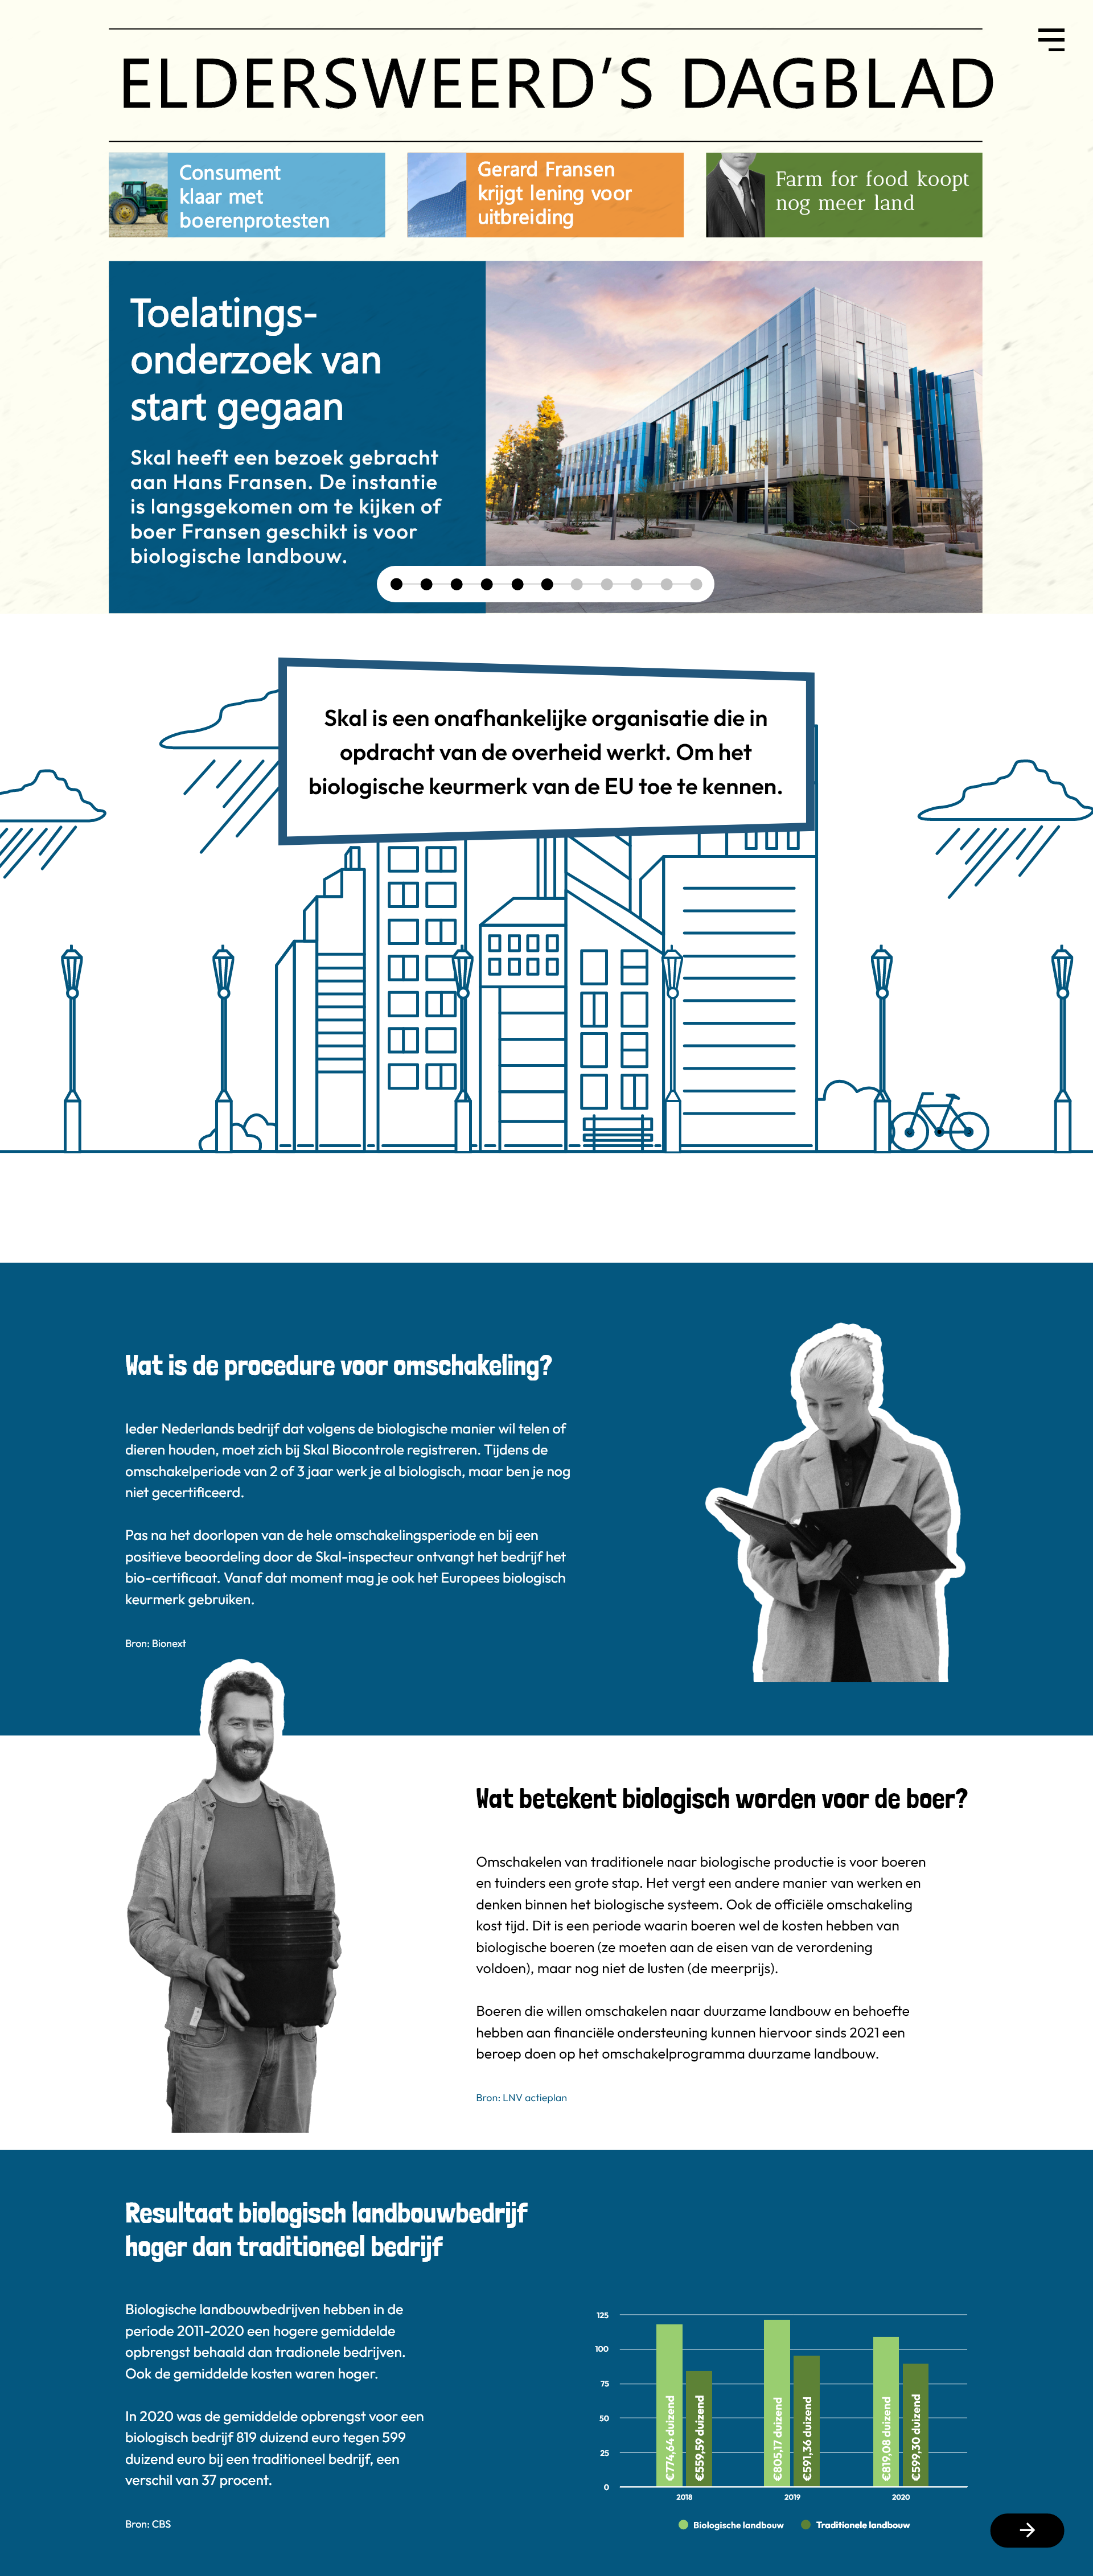 ELDERSWEERD’S DAGBLAD
Consument
klaar met
boerenprotesten
Gerard Fransen
krijgt lening voor
uitbreiding
Farm for food koopt
nog meer land
Toelatings-
onderzoek van
start gegaan
Skal heeft een bezoek gebracht
aan Hans Fransen. De instantie
is langsgekomen om te kijken of
boer Fransen geschikt is voor
biologische landbouw.
Skal is een onafhankelijke organisatie die in
opdracht van de overheid werkt. Om het
biologische keurmerk van de EU toe te kennen.
Wat is de procedure voor omschakeling?
Ieder Nederlands bedrijf dat volgens de biologische manier wil telen of
dieren houden, moet zich bij Skal Biocontrole registreren. Tijdens de
omschakelperiode van 2 of 3 jaar werk je al biologisch, maar ben je nog
niet gecertificeerd.
Pas na het doorlopen van de hele omschakelingsperiode en bij een
positieve beoordeling door de Skal-inspecteur ontvangt het bedrijf het
bio-certificaat. Vanaf dat moment mag je ook het Europees biologisch
keurmerk gebruiken.
Bron: Bionext
Wat betekent biologisch worden voor de boer?
Omschakelen van traditionele naar biologische productie is voor boeren
en tuinders een grote stap. Het vergt een andere manier van werken en
denken binnen het biologische systeem. Ook de officiële omschakeling
kost tijd. Dit is een periode waarin boeren wel de kosten hebben van
biologische boeren (ze moeten aan de eisen van de verordening
voldoen), maar nog niet de lusten (de meerprijs).
Boeren die willen omschakelen naar duurzame landbouw en behoefte
hebben aan financiële ondersteuning kunnen hiervoor sinds 2021 een
beroep doen op het omschakelprogramma duurzame landbouw.
Bron: LNV actieplan
Resultaat biologisch landbouwbedrijf
hoger dan traditioneel bedrijf
Biologische landbouwbedrijven hebben in de
periode 2011-2020 een hogere gemiddelde
opbrengst behaald dan tradionele bedrijven.
Ook de gemiddelde kosten waren hoger.
In 2020 was de gemiddelde opbrengst voor een
biologisch bedrijf 819 duizend euro tegen 599
duizend euro bij een traditioneel bedrijf, een
verschil van 37 procent.
Bron: CBS
125
100
75
50
25
0
€774,64 duizend
€559,59 duizend
€805,17 duizend
€591,36 duizend
€819,08 duizend
€599,30 duizend
2018
2019
2020
Biologische landbouw
Traditionele landbouw